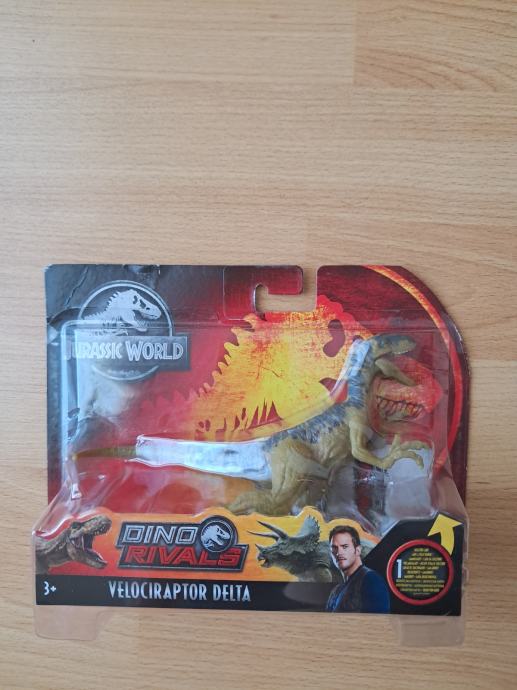 JURASSIC WORLD
DINO
RIVALS
3+
VELOCIRAPTOR DELTA
1